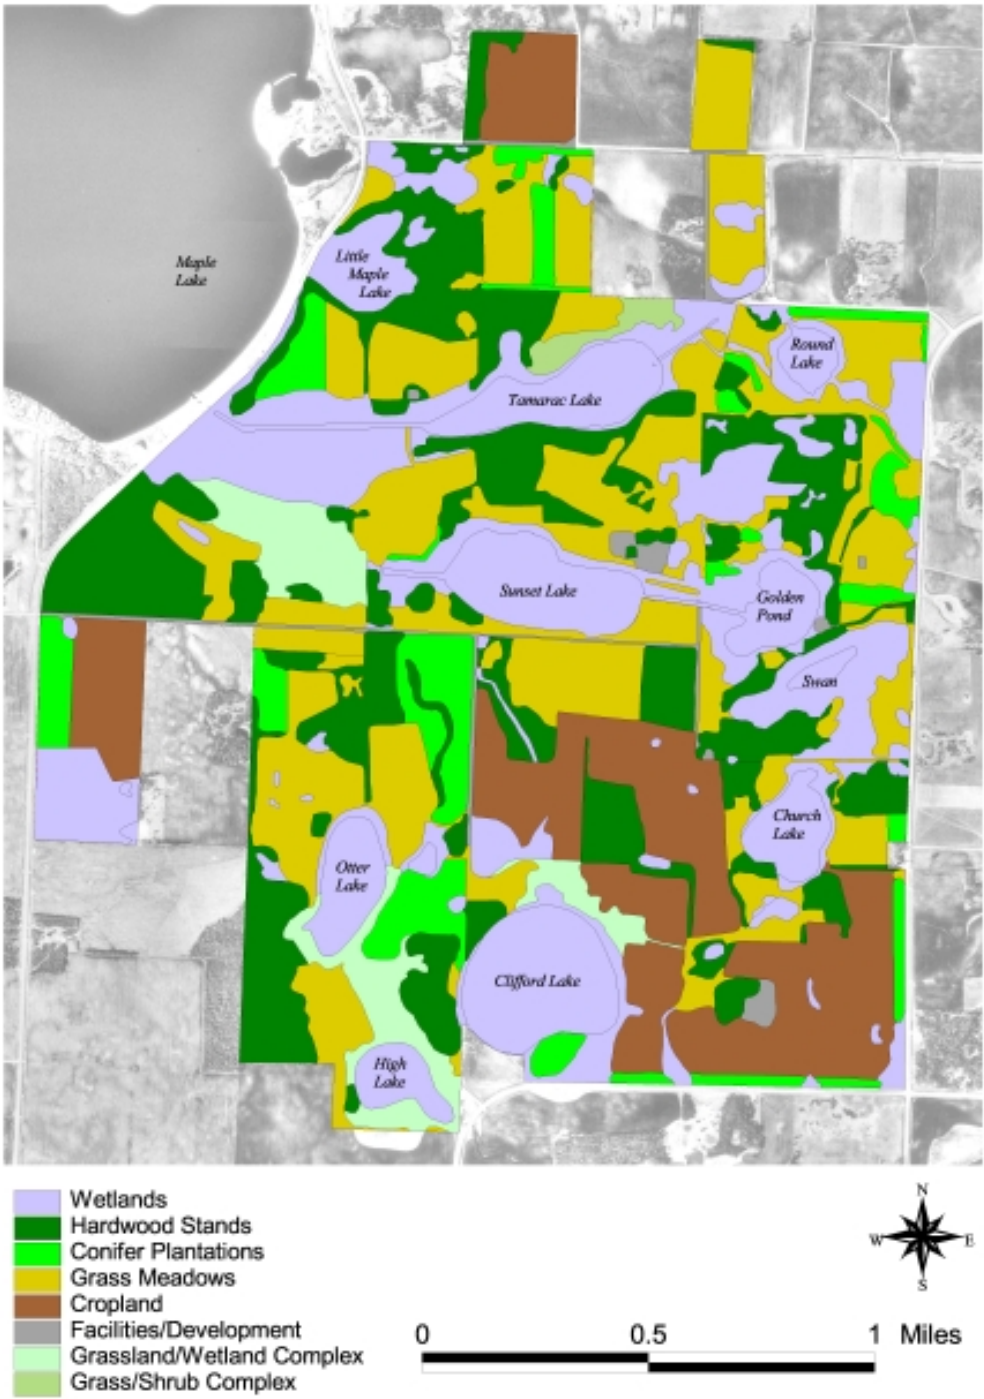 Maple
Lake
Little
Maple
Lake
Round
Lake
Tamarac Lake
Sunset Lake
Golden
Pond
Swan
Church
Lake
Otter
Lake
Clifford Lake
High
Lake
Wetlands
Hardwood Stands
Conifer Plantations
Grass Meadows
Cropland
Facilities/Development
Grassland/Wetland Complex
Grass/Shrub Complex
N
W E
S
0 0.5 1 Miles